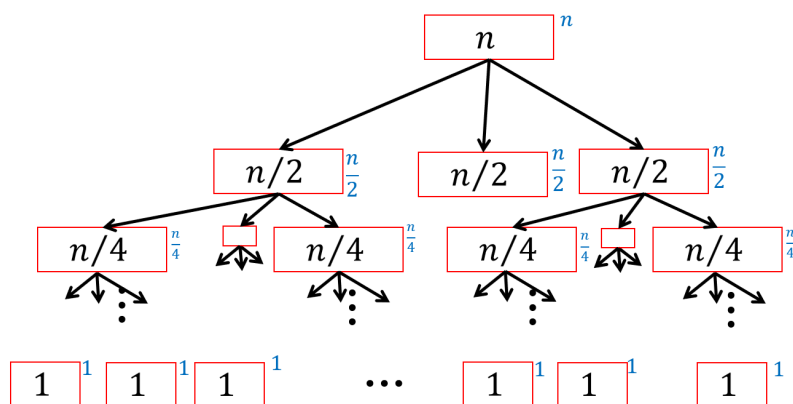 n n
n/2 n/2 n/2 n/2 n/2 n/2
n/4 n/4 n/4 n/4 n/4 n/4 n/4 n/4
1 1 1 1 1 1 ... 1 1 1 1 1 1